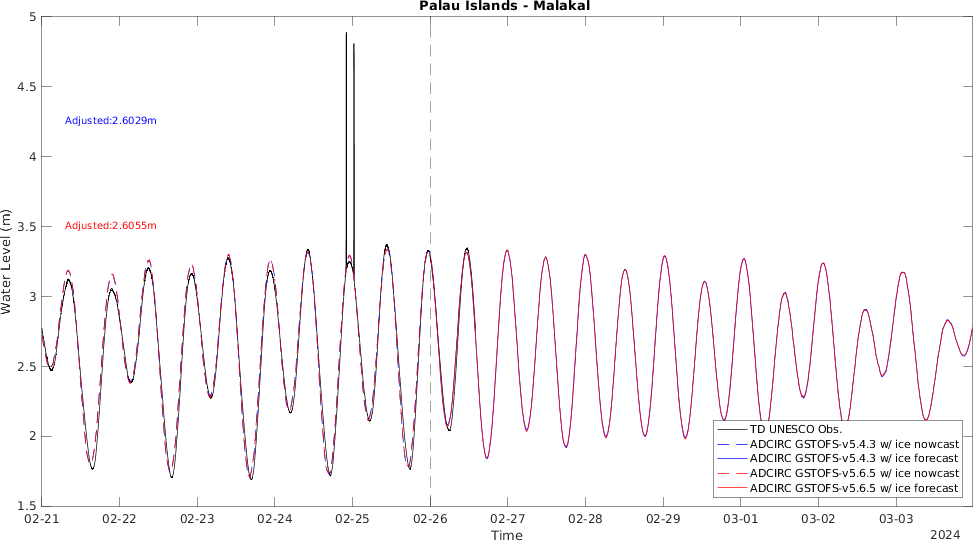 Palau Islands - Malakal
5
4.5
4
3.5
3
2.5
2
1.5
Water Level (m)
Adjusted:2.6029m
Adjusted:2.6055m
TD UNESCO Obs.
ADCIRC GSTOFS-v5.4.3 w/ ice nowcast
ADCIRC GSTOFS-v5.4.3 w/ ice forecast
ADCIRC GSTOFS-v5.6.5 w/ ice nowcast
ADCIRC GSTOFS-v5.6.5 w/ ice forecast
02-21 02-22 02-23 02-24 02-25 02-26 02-27 02-28 02-29 03-01 03-02 03-03
Time
2024